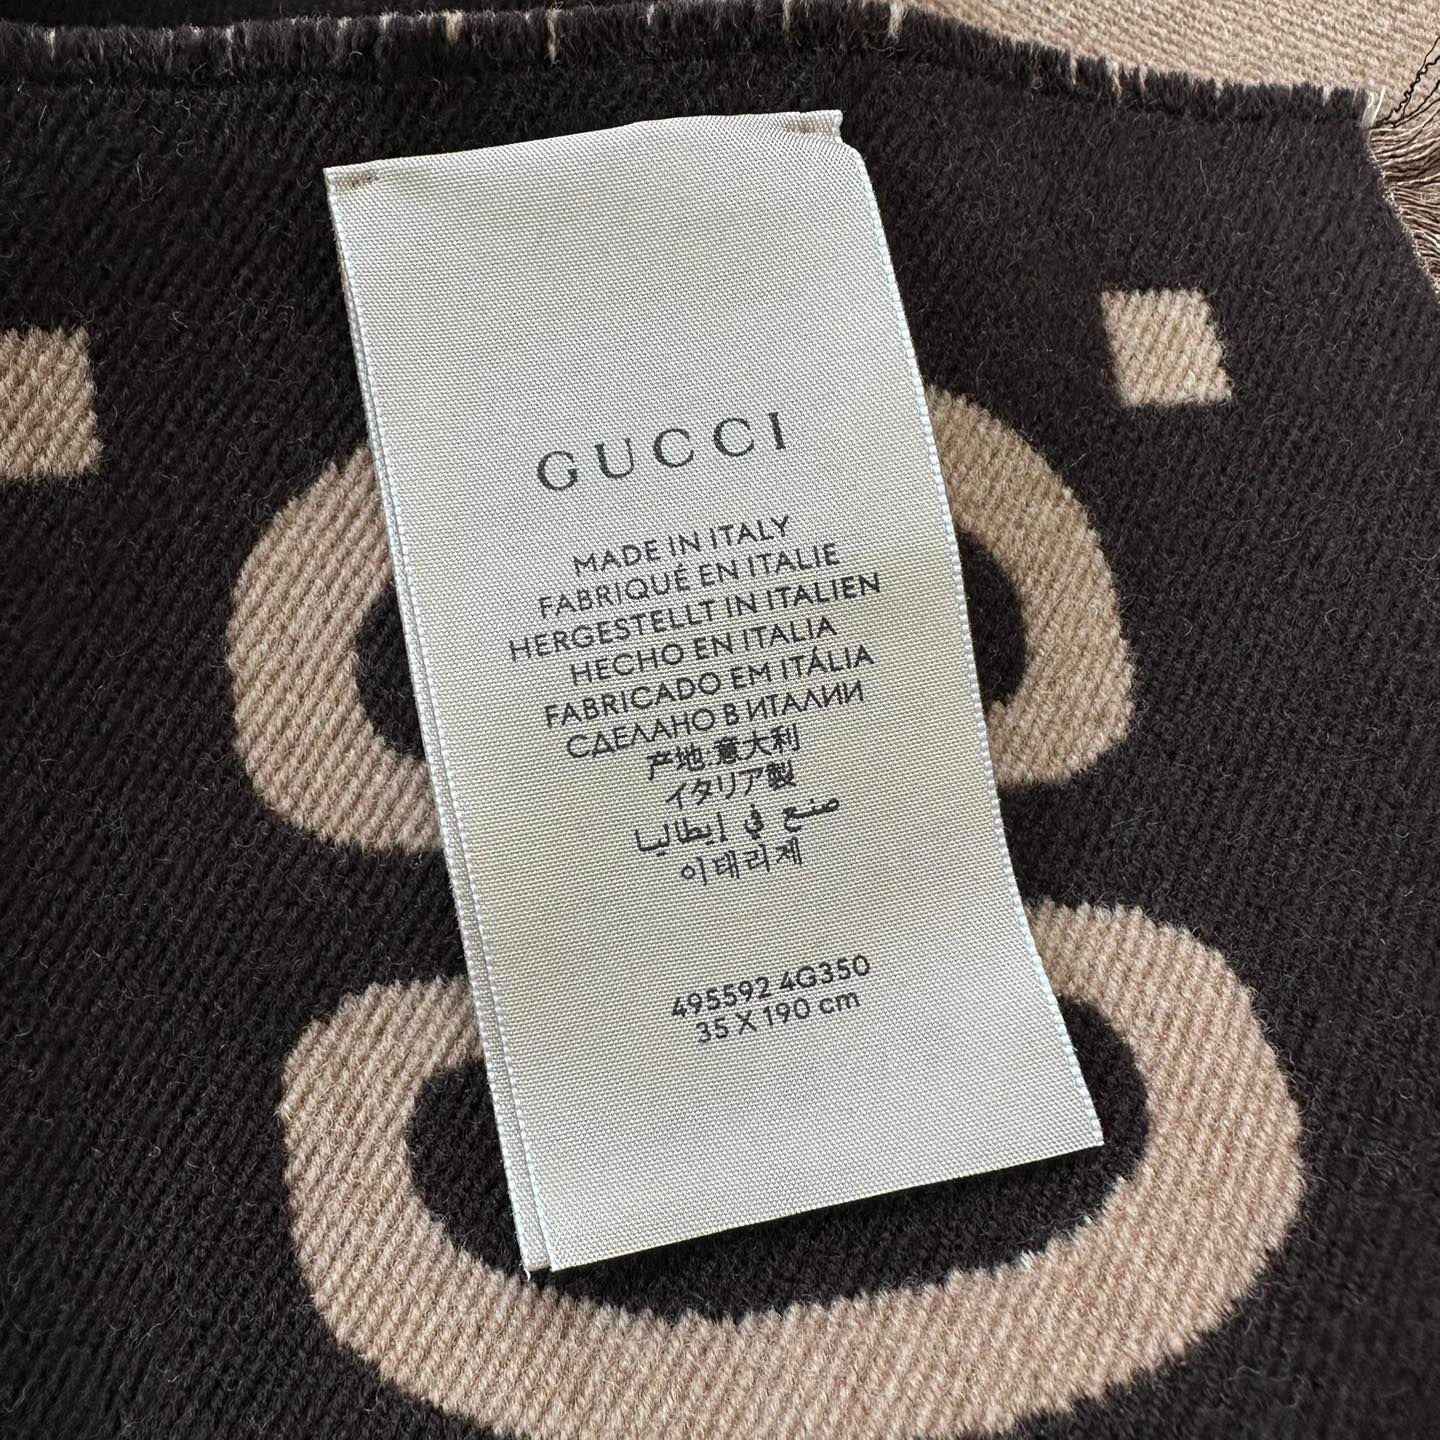 GUCCI
MADE IN ITALY
FABRIQUÉ EN ITALIE
HERGESTELLT IN ITALIEN
HECHO EN ITALIA
FABRICADO EM ITÁLIA
СДЕЛАНО В ИТАЛИИ
产地:意大利
イタリア製
صنع في إيطاليا
이태리제
495592 4G350
35 X 190 cm